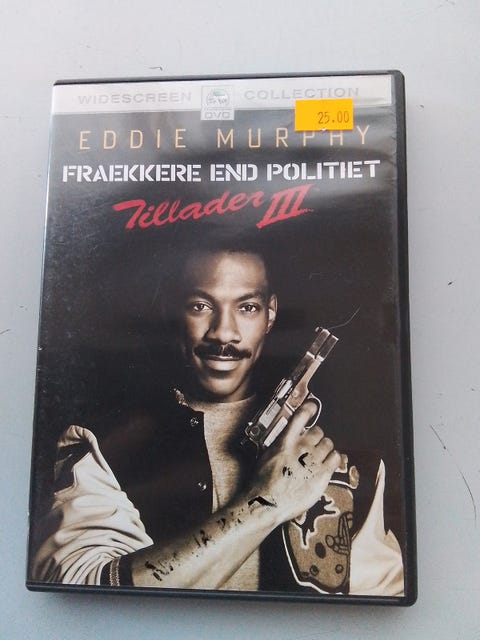 WIDESCREEN DVD COLLECTION
25.00
EDDIE MURPHY
FRAEKKERE END POLITIET
Tillader III